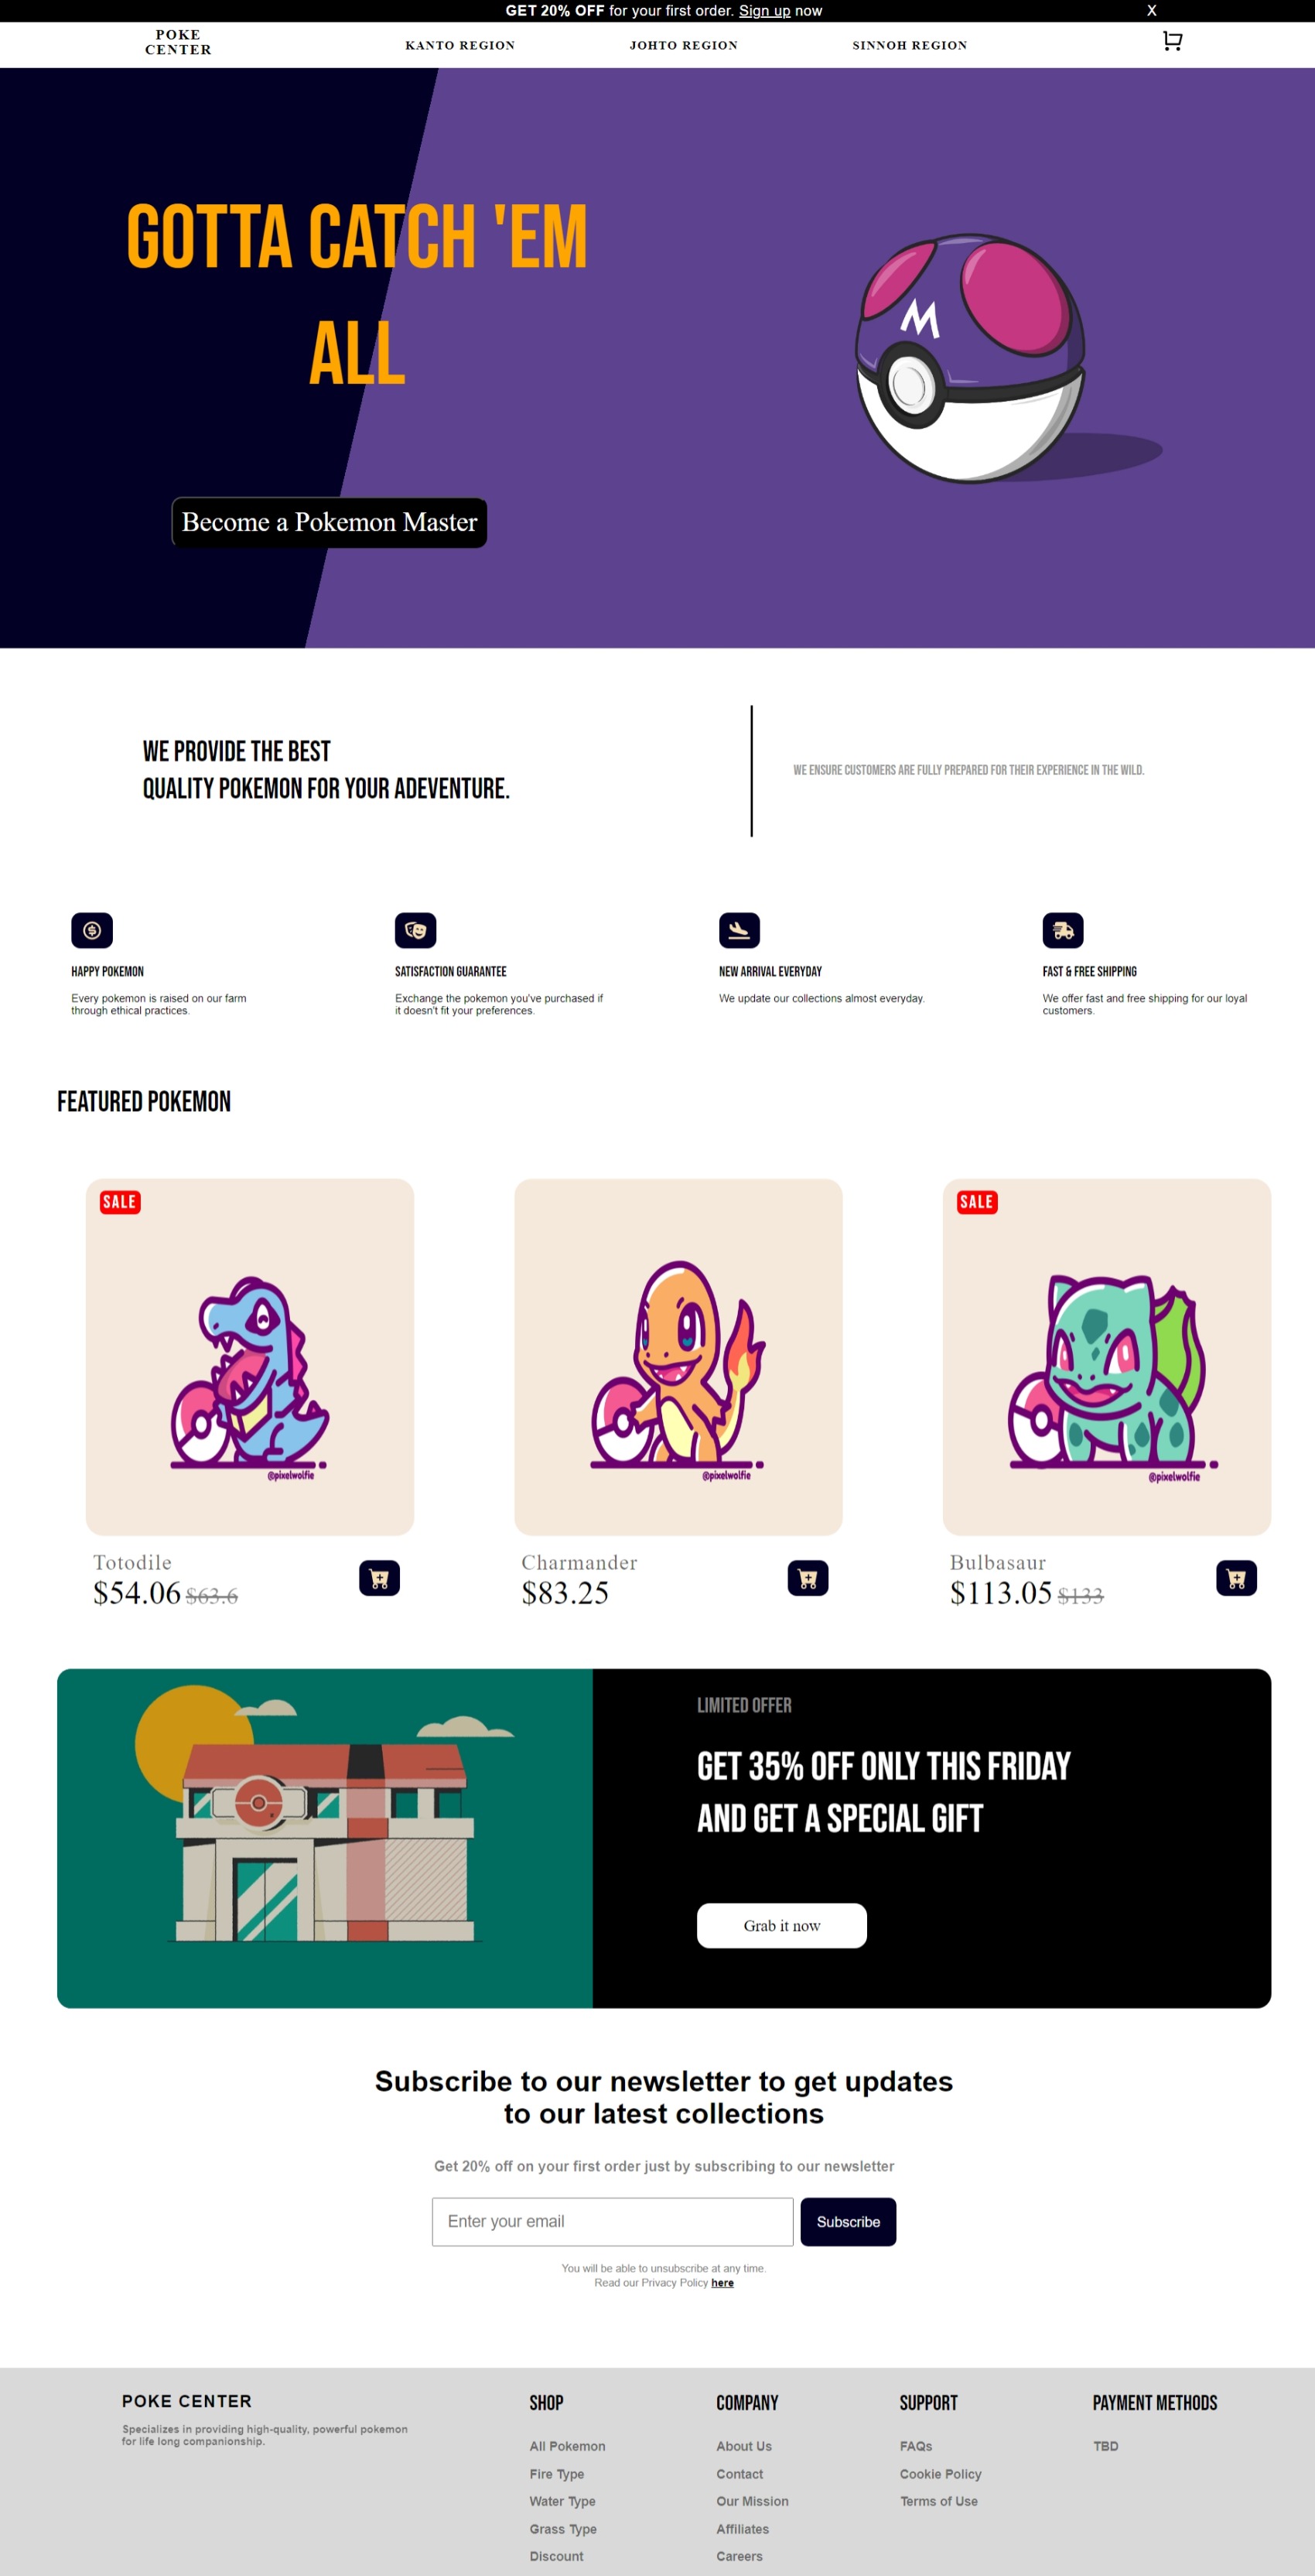 GET 20% OFF for your first order. Sign up now
X
POKE
CENTER
KANTO REGION
JOHTO REGION
SINNOH REGION
GOTTA CATCH 'EM
ALL
M
Become a Pokemon Master
WE PROVIDE THE BEST
QUALITY POKEMON FOR YOUR ADEVENTURE.
WE ENSURE CUSTOMERS ARE FULLY PREPARED FOR THEIR EXPERIENCE IN THE WILD.
HAPPY POKEMON
Every pokemon is raised on our farm
through ethical practices.
SATISFACTION GUARANTEE
Exchange the pokemon you've purchased if
it doesn't fit your preferences.
NEW ARRIVAL EVERYDAY
We update our collections almost everyday.
FAST & FREE SHIPPING
We offer fast and free shipping for our loyal
customers.
FEATURED POKEMON
SALE
@pixelwolfie
Totodile
$54.06 $63.6
@pixelwolfie
Charmander
$83.25
SALE
@pixelwolfie
Bulbasaur
$113.05 $133
LIMITED OFFER
GET 35% OFF ONLY THIS FRIDAY
AND GET A SPECIAL GIFT
Grab it now
Subscribe to our newsletter to get updates
to our latest collections
Get 20% off on your first order just by subscribing to our newsletter
Enter your email
Subscribe
You will be able to unsubscribe at any time.
Read our Privacy Policy here
POKE CENTER
Specializes in providing high-quality, powerful pokemon
for life long companionship.
SHOP
All Pokemon
Fire Type
Water Type
Grass Type
Discount
COMPANY
About Us
Contact
Our Mission
Affiliates
Careers
SUPPORT
FAQs
Cookie Policy
Terms of Use
PAYMENT METHODS
TBD